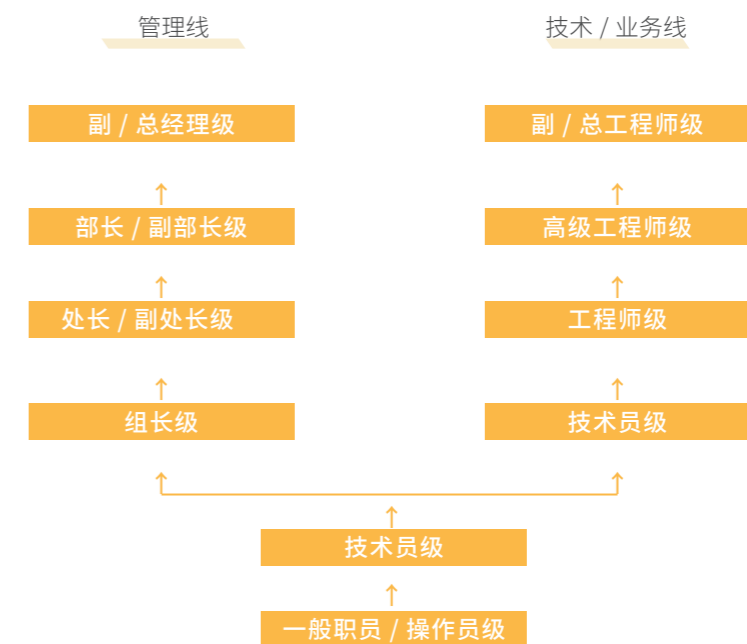 管理线
技术 / 业务线
副 / 总经理级
副 / 总工程师级
部长 / 副部长级
高级工程师级
处长 / 副处长级
工程师级
组长级
技术员级
技术员级
一般职员 / 操作员级